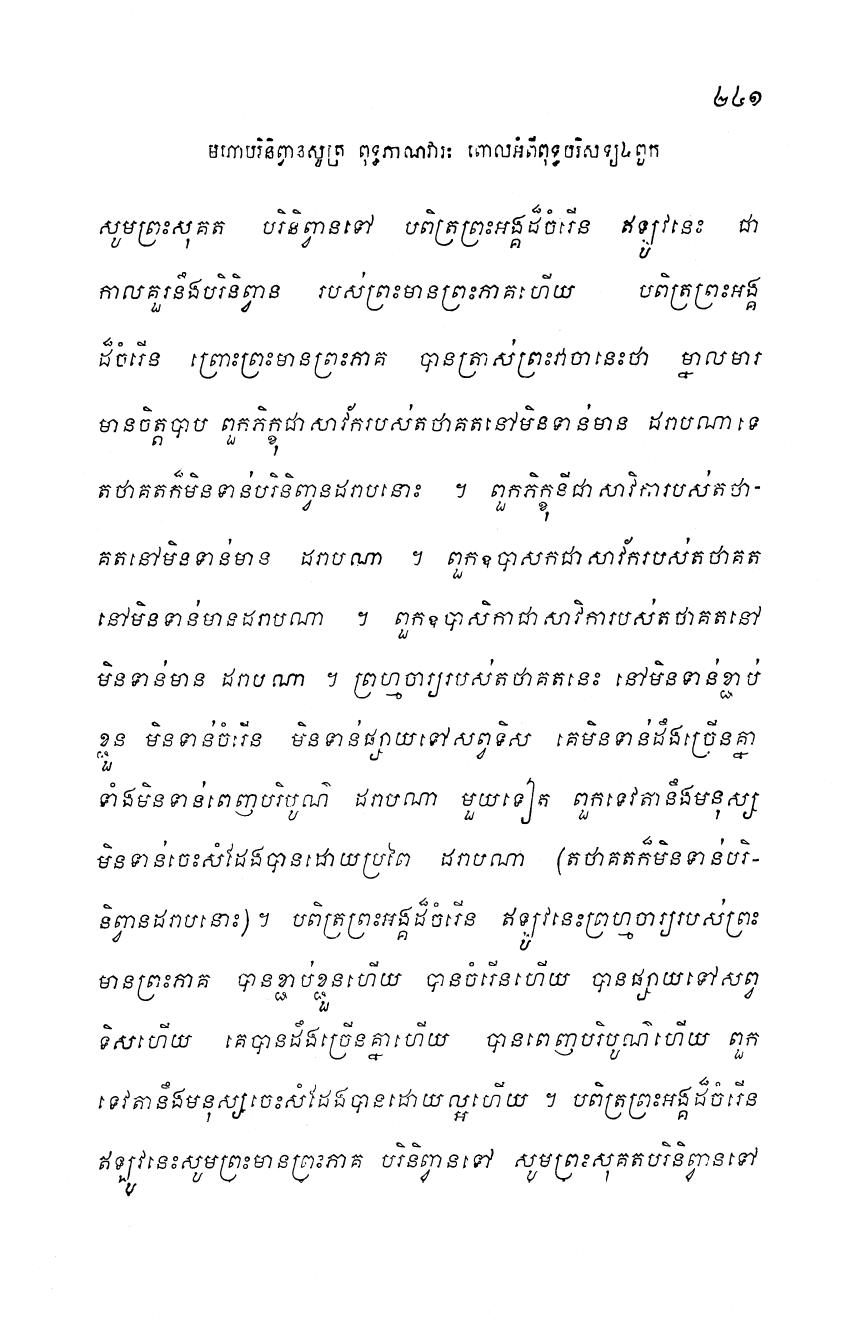 ២៤១
មហាបរិនិព្វានសូត្រ ពុទ្ធភាណវារៈ ពោលអំពីពុទ្ធបរិសទ្យ៤ពួក
សូមព្រះសុគត បរិនិព្វានទៅ បពិត្រព្រះអង្គដ៏ចំរើន ឥឡូវនេះ ជា
កាលគួរនឹងបរិនិព្វាន របស់ព្រះមានព្រះភាគហើយ បពិត្រព្រះអង្គ
ដ៏ចំរើន ព្រោះព្រះមានព្រះភាគ បានត្រាស់ព្រះវាចានេះថា ម្នាលមារ
មានចិត្តបាប ពួកភិក្ខុជាសាវ័ករបស់តថាគតនៅមិនទាន់មាន ដរាបណាទេ
តថាគតក៏មិនទាន់បរិនិញ្វនដរាបនោះ ។ ពួកភិក្ខុនីជាសាវិការបស់តថា-
គតនៅមិនទាន់មាន ដរាបណា ។ ពួកឧបាសកជាសាវ័ករបស់តថាគត
នៅមិនទាន់មានដរាបណា ។ ពួកឧបាសិកាជាសាវិការបស់តថាគតនៅ
មិនទាន់មាន ដរាបណា ។ ព្រហ្មចារ្យរបស់តថាគតនេះ នៅមិនទាន់ខ្ជាប់
ខ្ជួន មិនទាន់ចំរើន មិនទាន់ផ្សាយទៅសព្វទិស គេមិនទាន់ដឹងច្រើនគ្នា
ទាំងមិនទាន់ពេញបរិបូណ៌ ដរាបណា មួយទៀត ពួកទេវតានឹងមនុស្ស
មិនទាន់ចេះសំដែងបានដោយប្រពៃ ដរាបណា (តថាគតក៏មិនទាន់បរិ-
និព្វានដរាបនោះ) ។ បពិត្រព្រះអង្គដ៏ចំរើន ឥឡូវនេះព្រហ្មចារ្យរបស់ព្រះ
មានព្រះភាគ បានខ្ជាប់ខ្ជួនហើយ បានចំរើនហើយ បានផ្សាយទៅសព្វ
ទិសហើយ គេបានដឹងច្រើនគ្នាហើយ បានពេញបរិបូណ៌ហើយ ពួក
ទេវតានឹងមនុស្សចេះសំដែងបានដោយល្អហើយ ។ បពិត្រព្រះអង្គដ៏ចំរើន
ឥឡូវនេះសូមព្រះមានព្រះភាគ បរិនិព្វានទៅ សូមព្រះសុគតបរិនិព្វានទៅ